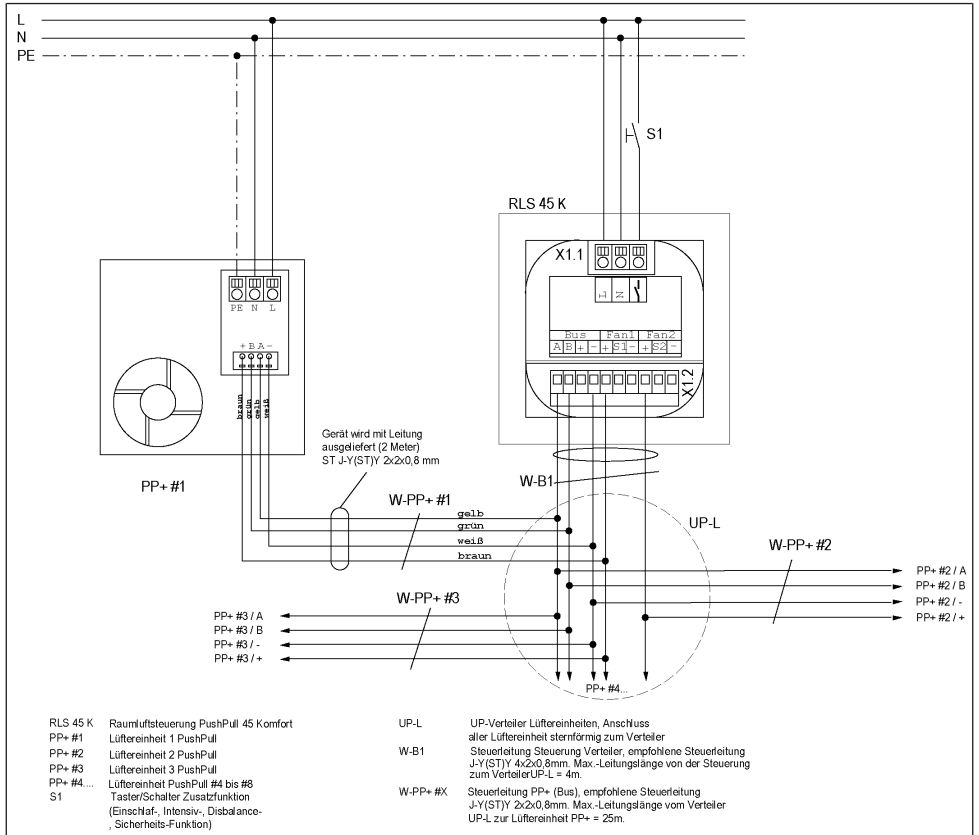 L
N
PE
S1
RLS 45 K
X1.1
L N
PE N L
Bus Fan1 Fan2
A B + - + S1 - + S2 -
+ B A -
X1.2
braun
grün
gelb
weiß
Gerät wird mit Leitung
ausgeliefert (2 Meter)
ST J-Y(ST)Y 2x2x0,8 mm
PP+ #1
W-B1
W-PP+ #1
gelb
grün
weiß
braun
UP-L
W-PP+ #2
PP+ #2 / A
PP+ #2 / B
PP+ #2 / -
PP+ #2 / +
W-PP+ #3
PP+ #3 / A
PP+ #3 / B
PP+ #3 / -
PP+ #3 / +
PP+ #4...
RLS 45 K Raumluftsteuerung PushPull 45 Komfort
PP+ #1 Lüftereinheit 1 PushPull
PP+ #2 Lüftereinheit 2 PushPull
PP+ #3 Lüftereinheit 3 PushPull
PP+ #4.... Lüftereinheit PushPull #4 bis #8
S1 Taster/Schalter Zusatzfunktion
(Einschlaf-, Intensiv-, Disbalance-
, Sicherheits-Funktion)
UP-L UP-Verteiler Lüftereinheiten, Anschluss
aller Lüftereinheit sternförmig zum Verteiler
W-B1 Steuerleitung Steuerung Verteiler, empfohlene Steuerleitung
J-Y(ST)Y 4x2x0,8mm. Max.-Leitungslänge von der Steuerung
zum VerteilerUP-L = 4m.
W-PP+ #X Steuerleitung PP+ (Bus), empfohlene Steuerleitung
J-Y(ST)Y 2x2x0,8mm. Max.-Leitungslänge vom Verteiler
UP-L zur Lüftereinheit PP+ = 25m.